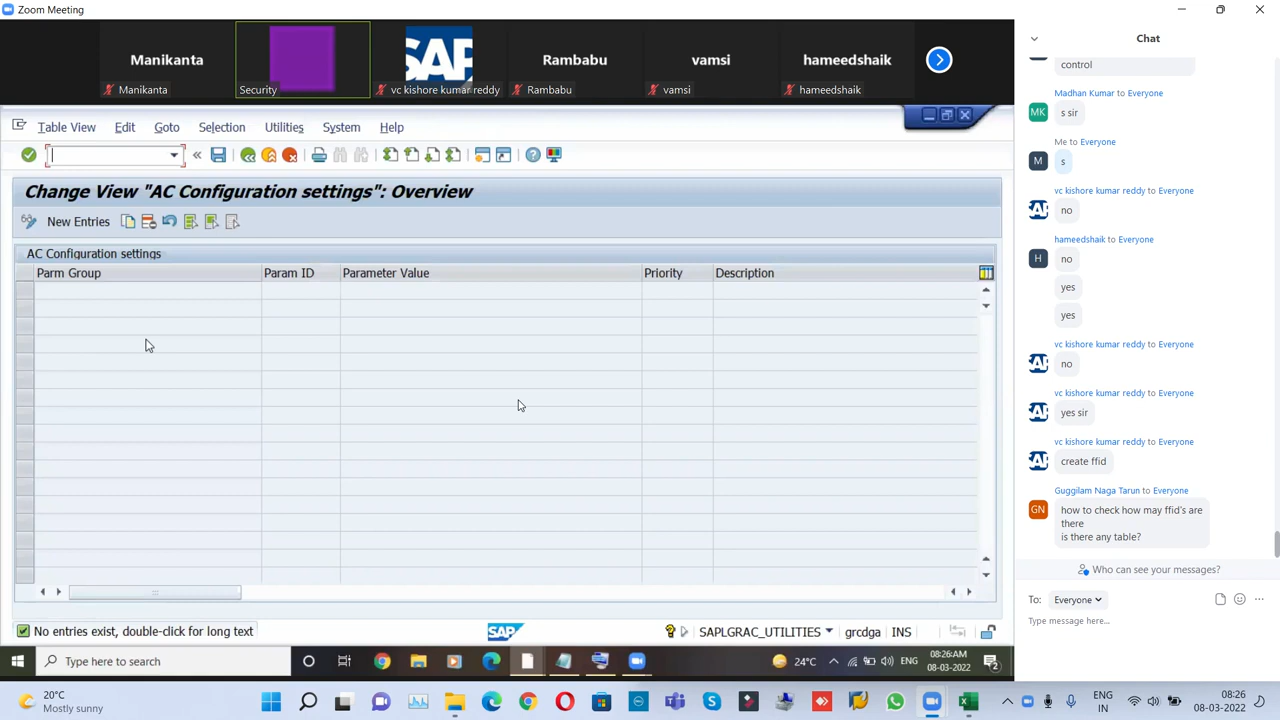 Zoom Meeting
Manikanta
Manikanta
Security
SAP
vc kishore kumar reddy
Rambabu
Rambabu
vamsi
vamsi
hameedshaik
hameedshaik
Table View Edit Goto Selection Utilities System Help
Change View "AC Configuration settings": Overview
New Entries
AC Configuration settings
Parm Group Param ID Parameter Value Priority Description
No entries exist, double-click for long text
SAP
SAPLGRAC_UTILITIES grcdga INS
Type here to search
24°C
ENG
08:26AM
08-03-2022
2
Chat
control
Madhan Kumar to Everyone
MK
s sir
Me to Everyone
M
s
vc kishore kumar reddy to Everyone
no
hameedshaik to Everyone
H
no
yes
yes
vc kishore kumar reddy to Everyone
no
vc kishore kumar reddy to Everyone
yes sir
vc kishore kumar reddy to Everyone
create ffid
Guggilam Naga Tarun to Everyone
GN
how to check how may ffid's are
there
is there any table?
Who can see your messages?
To: Everyone
Type message here...
20°C
Mostly sunny
ENG
IN
08:26
08-03-2022